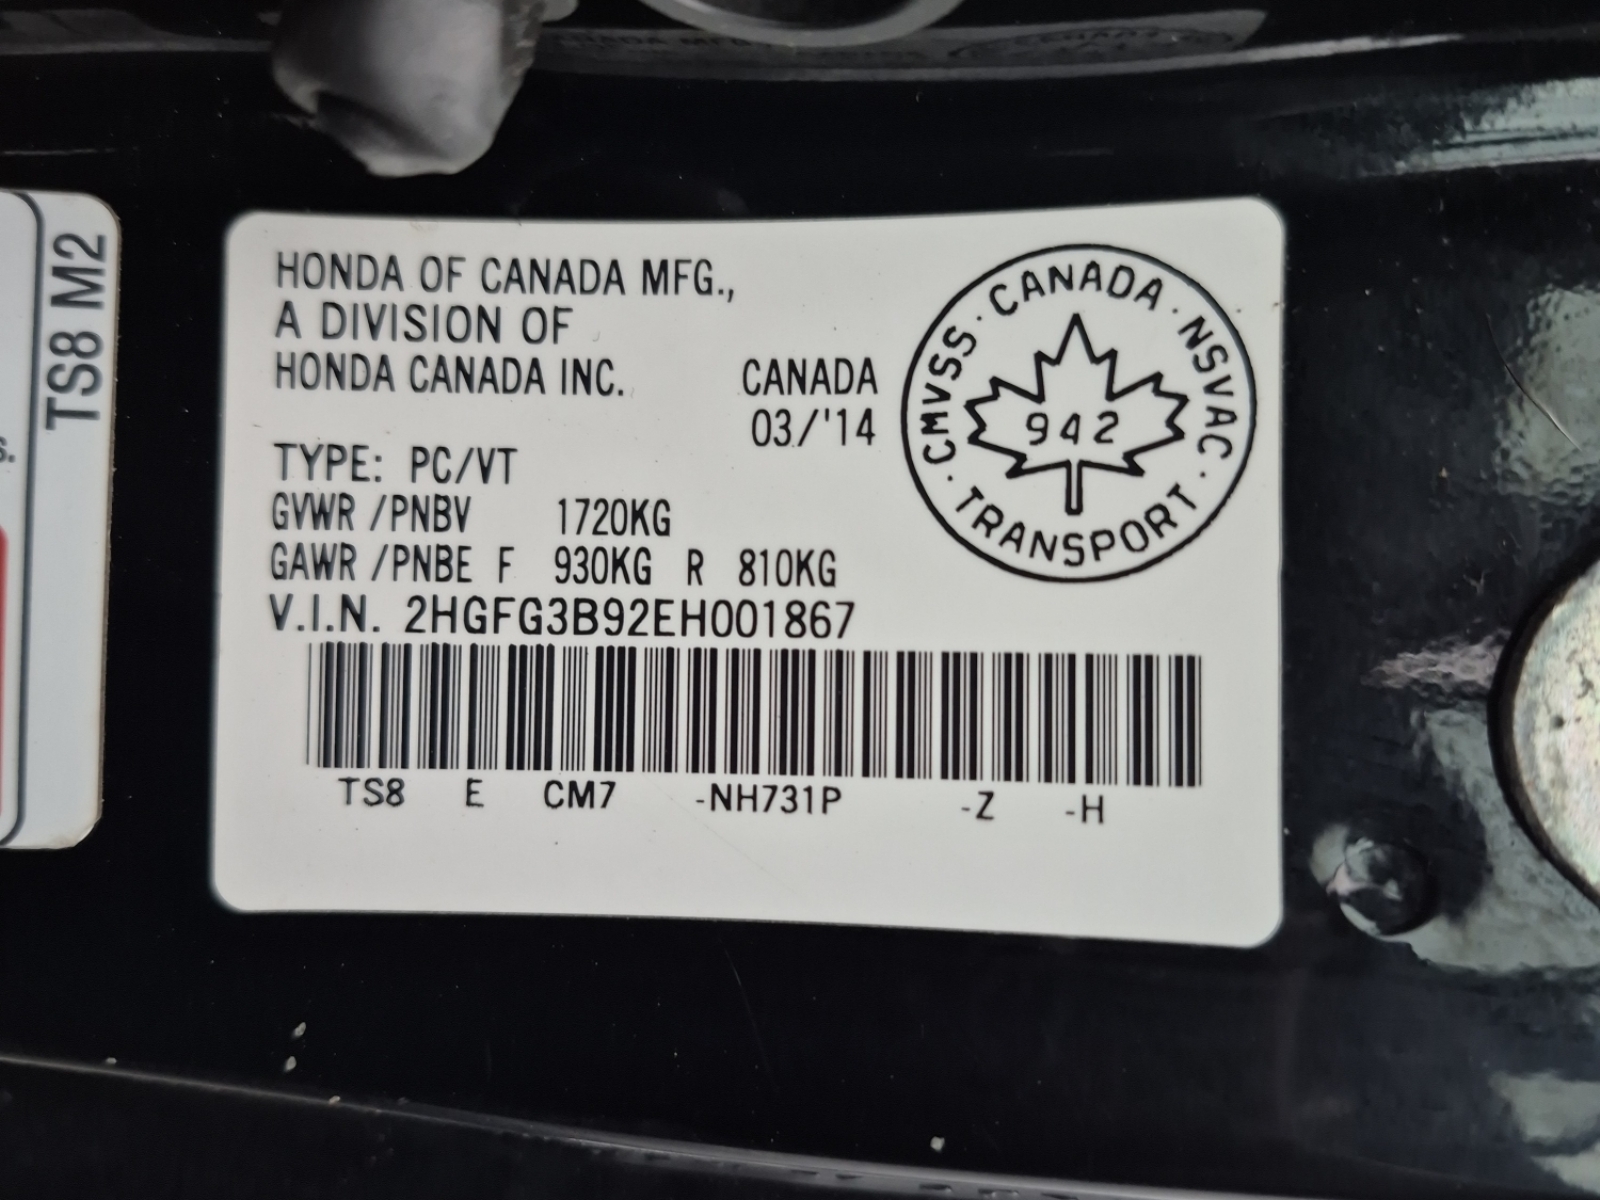 TS8 M2
s.
HONDA OF CANADA MFG.,
A DIVISION OF
HONDA CANADA INC.
CANADA
03/'14
CANADA · NSVAC · TRANSPORT · CMVSS ·
942
TYPE: PC/VT
GVWR /PNBV 1720KG
GAWR /PNBE F 930KG R 810KG
V.I.N. 2HGFG3B92EH001867
TS8 E CM7 -NH731P -Z -H